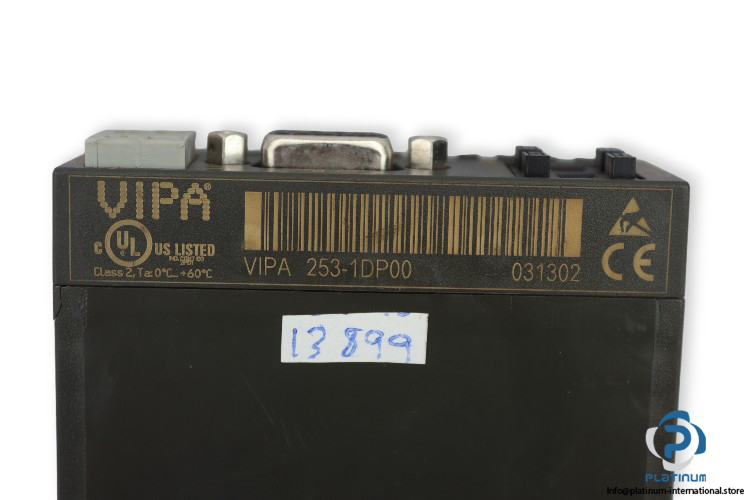 VIPA®
C UL US LISTED
Class 2, Ta: 0°C...+60°C
VIPA 253-1DP00 031302
CE
13899
PLATINUM
Info@platinum-international.store